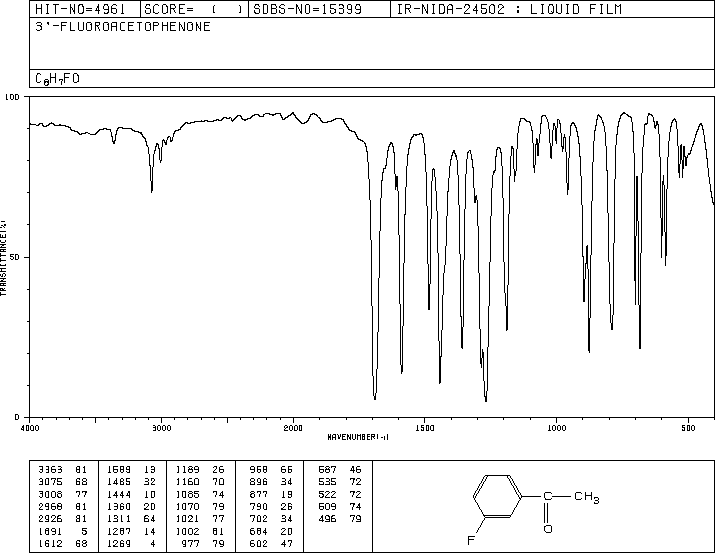 HIT-NO=4961 SCORE= ( ) SDBS-NO=15399 IR-NIDA-24502 : LIQUID FILM
3'-FLUOROACETOPHENONE
C8H7FO
100
TRANSMITTANCE(%)
50
0
4000 3000 2000 1500 1000 500
WAVENUMBER(-1)
3363 81 1589 13 1189 26 958 66 587 46
3075 68 1485 32 1160 70 896 34 535 72
3008 77 1444 10 1085 74 877 19 522 72
2968 81 1360 20 1070 79 790 26 509 74
2926 81 1311 64 1021 77 702 34 496 79
1691 5 1287 14 1002 81 684 20
1612 68 1269 4 977 79 602 47
C CH3
O
F